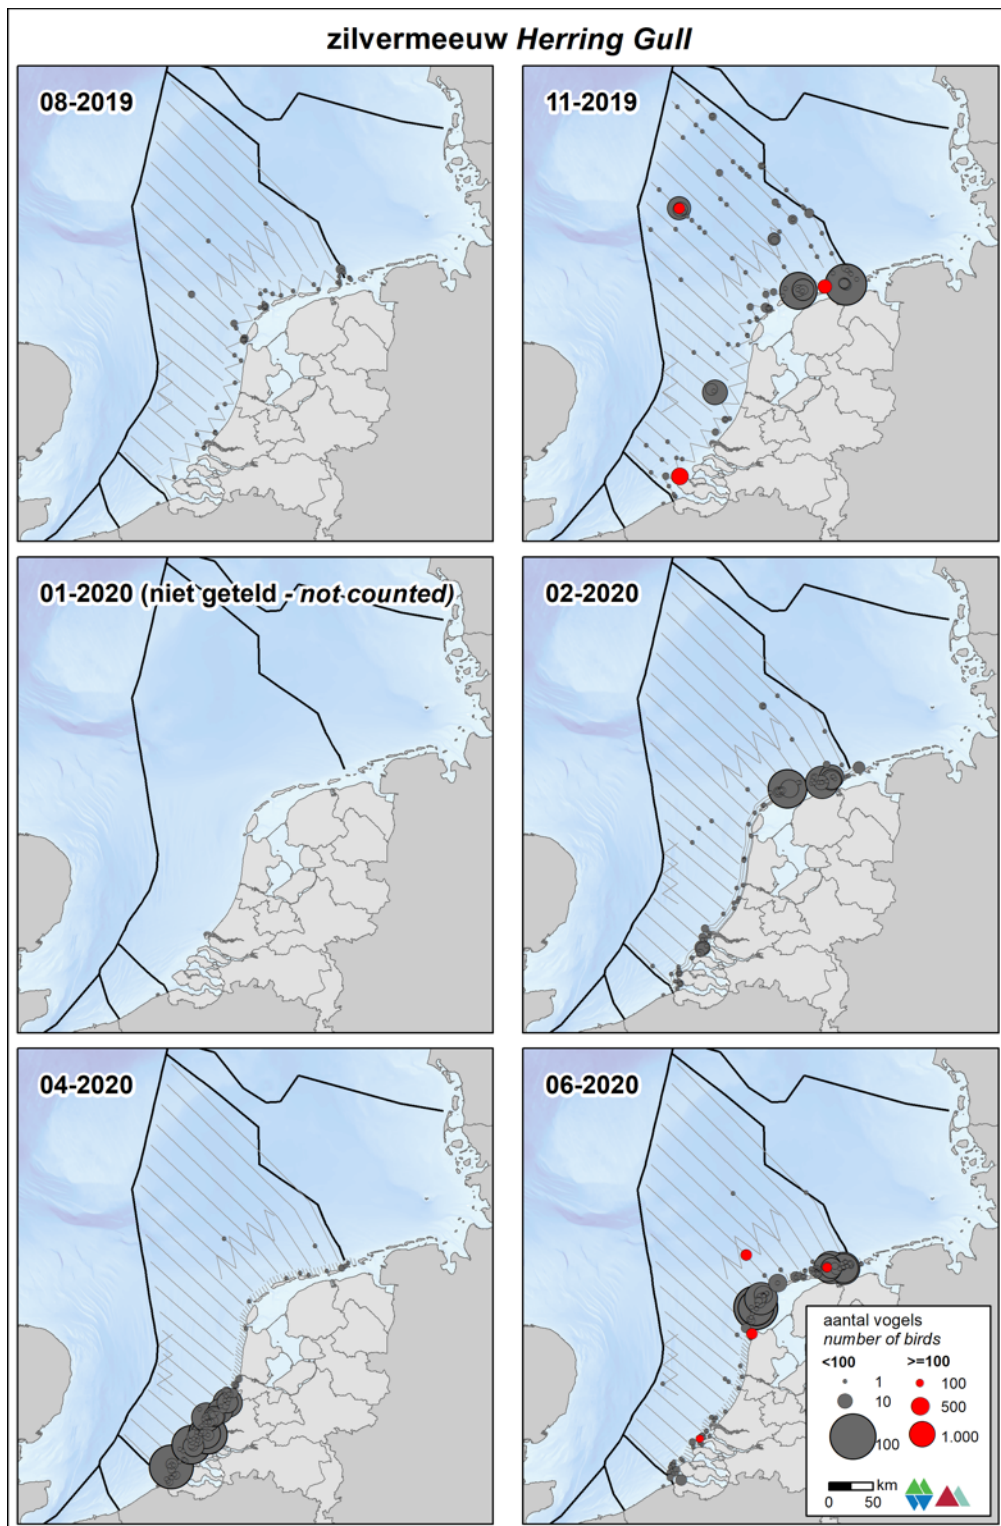 zilvermeeuw Herring Gull
08-2019
11-2019
01-2020 (niet geteld - not counted)
02-2020
04-2020
06-2020
aantal vogels
number of birds
<100 >=100
1 100
10 500
100 1.000
km
0 50